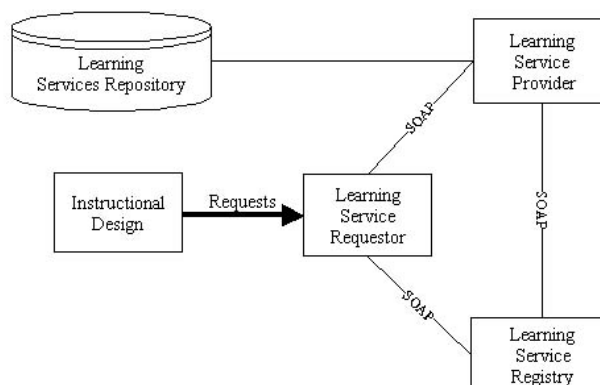 Learning
Services Repository
Learning
Service
Provider
SOAP
Instructional
Design
Requests
Learning
Service
Requestor
SOAP
SOAP
Learning
Service
Registry